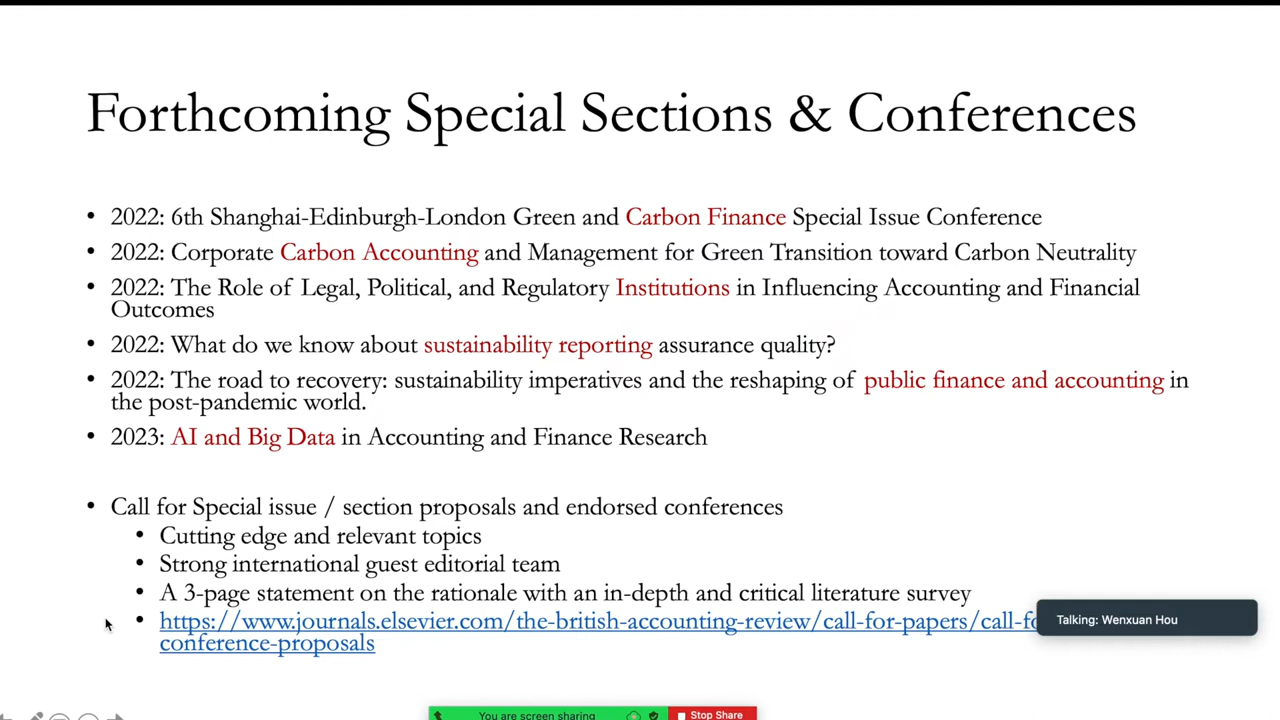 Forthcoming Special Sections & Conferences
• 2022: 6th Shanghai-Edinburgh-London Green and Carbon Finance Special Issue Conference
• 2022: Corporate Carbon Accounting and Management for Green Transition toward Carbon Neutrality
• 2022: The Role of Legal, Political, and Regulatory Institutions in Influencing Accounting and Financial
Outcomes
• 2022: What do we know about sustainability reporting assurance quality?
• 2022: The road to recovery: sustainability imperatives and the reshaping of public finance and accounting in
the post-pandemic world.
• 2023: AI and Big Data in Accounting and Finance Research
• Call for Special issue / section proposals and endorsed conferences
• Cutting edge and relevant topics
• Strong international guest editorial team
• A 3-page statement on the rationale with an in-depth and critical literature survey
• https://www.journals.elsevier.com/the-british-accounting-review/call-for-papers/call-fo
conference-proposals
Talking: Wenxuan Hou
You are screen sharing
Stop Share